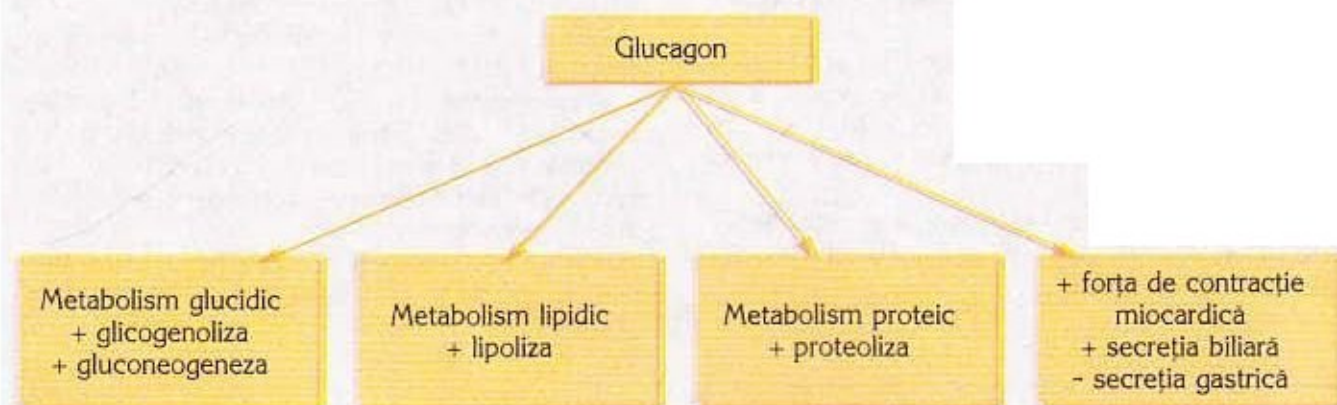 Glucagon
Metabolism glucidic
+ glicogenoliza
+ gluconeogeneza
Metabolism lipidic
+ lipoliza
Metabolism proteic
+ proteoliza
+ forța de contracție
miocardică
+ secreția biliară
- secreția gastrică